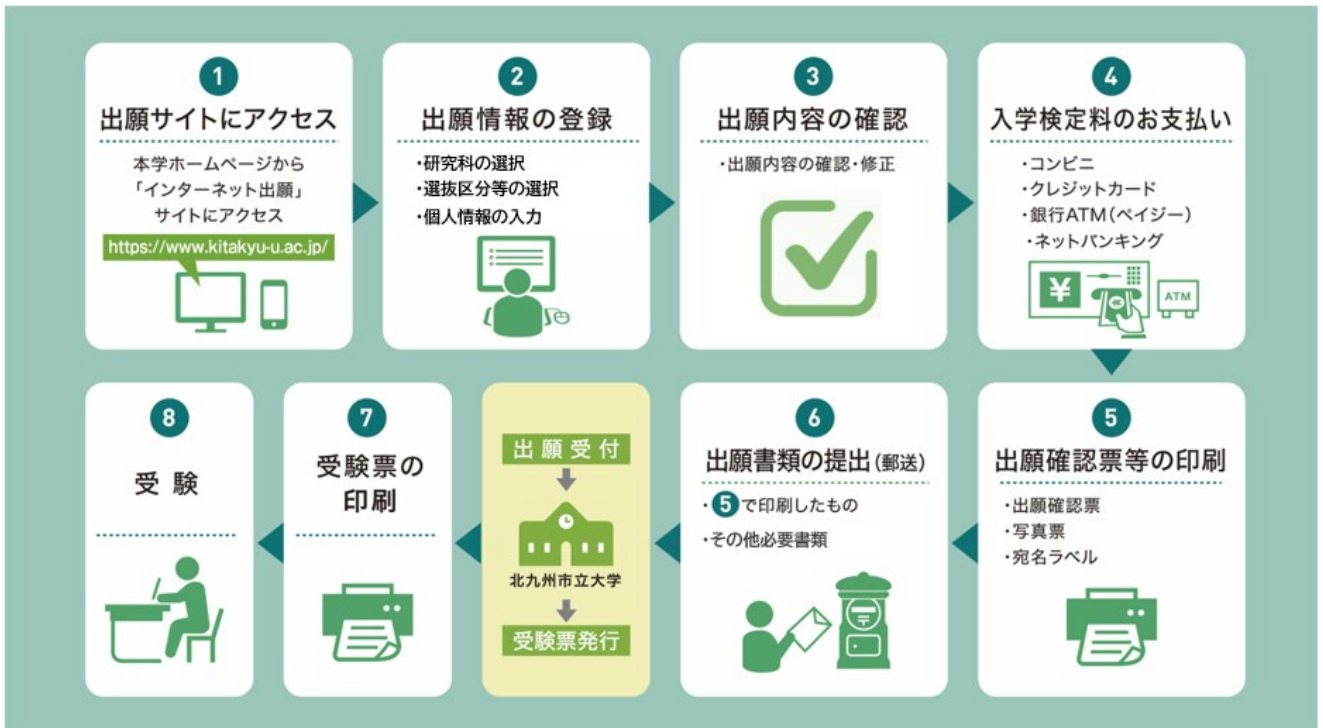 1
出願サイトにアクセス
本学ホームページから
「インターネット出願」
サイトにアクセス
https://www.kitakyu-u.ac.jp/
2
出願情報の登録
・研究科の選択
・選抜区分等の選択
・個人情報の入力
3
出願内容の確認
・出願内容の確認・修正
4
入学検定料のお支払い
・コンビニ
・クレジットカード
・銀行ATM(ペイジー)
・ネットバンキング
¥
ATM
5
出願確認票等の印刷
・出願確認票
・写真票
・宛名ラベル
6
出願書類の提出(郵送)
・5で印刷したもの
・その他必要書類
〒
出願受付
北九州市立大学
受験票発行
7
受験票の
印刷
8
受験